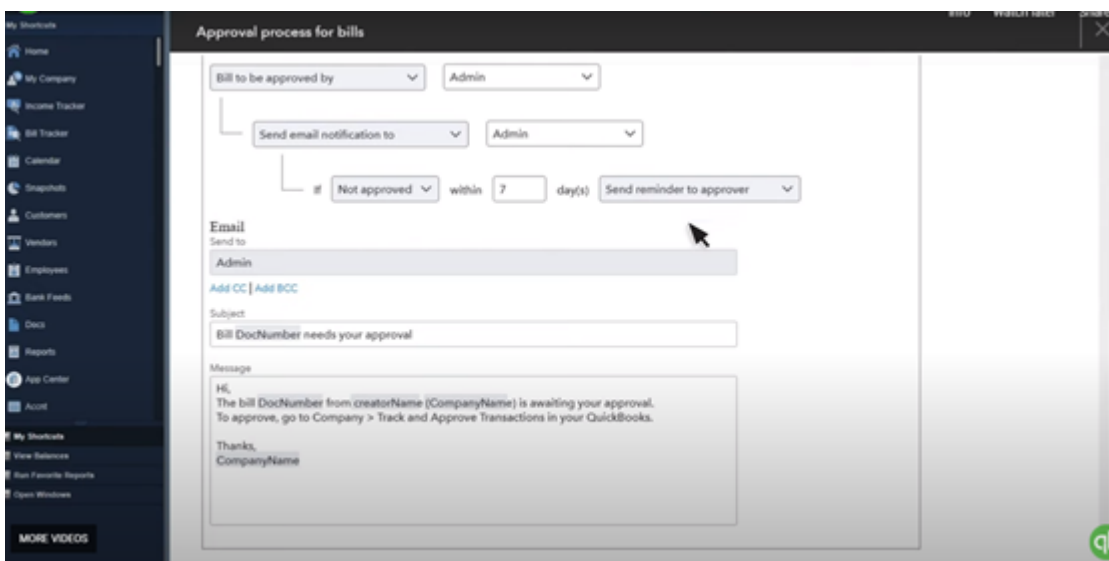 Info Watch later Share
My Shortcuts
Approval process for bills
Home
My Company
Income Tracker
Bill Tracker
Calendar
Snapshots
Customers
Vendors
Employees
Bank Feeds
Docs
Reports
App Center
Acont
My Shortcuts
View Balances
Run Favorite Reports
Open Windows
MORE VIDEOS
Bill to be approved by Admin
Send email notification to Admin
If Not approved within 7 day(s) Send reminder to approver
Email
Send to
Admin
Add CC | Add BCC
Subject
Bill DocNumber needs your approval
Message
Hi,
The bill DocNumber from creatorName (CompanyName) is awaiting your approval.
To approve, go to Company > Track and Approve Transactions in your QuickBooks.
Thanks,
CompanyName